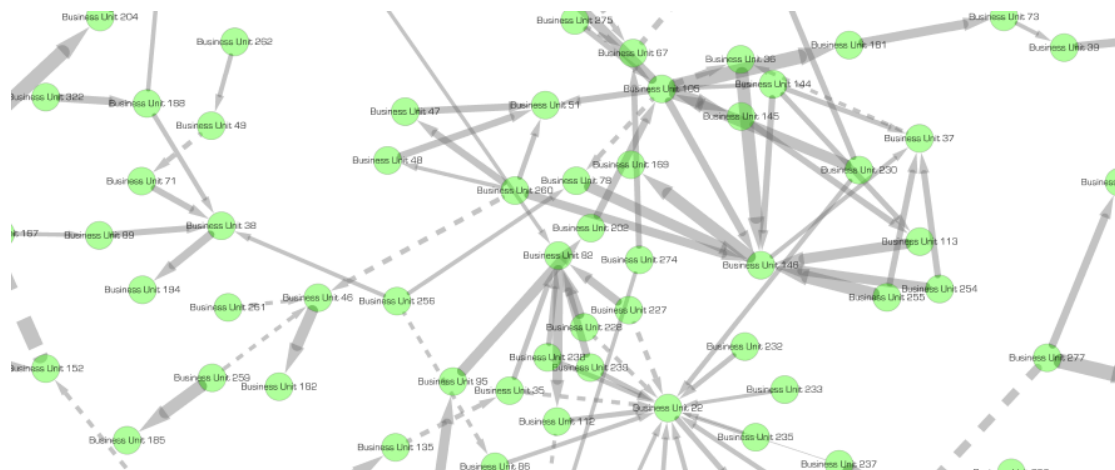 Business Unit 204
Business Unit 275
Business Unit 73
Business Unit 262
Business Unit 67
Business Unit 181
Business Unit 39
Business Unit 36
Business Unit 322
Business Unit 188
Business Unit 105
Business Unit 144
Business Unit 47
Business Unit 51
Business Unit 49
Business Unit 145
Business Unit 37
Business Unit 48
Business Unit 169
Business Unit 230
Business Unit 71
Business Unit 260
Business Unit 78
Business Unit 38
Business Unit 202
Unit 167
Business Unit 89
Business Unit 113
Business Unit 82
Business Unit 274
Business Unit 146
Business Unit 261
Business Unit 46
Business Unit 256
Business Unit 194
Business Unit 255
Business Unit 254
Business Unit 227
Business Unit 228
Business Unit 232
Business Unit 152
Business Unit 238
Business Unit 277
Business Unit 259
Business Unit 182
Business Unit 95
Business Unit 35
Business Unit 233
Business Unit 22
Business Unit 112
Business Unit 185
Business Unit 135
Business Unit 235
Business Unit 86
Business Unit 237